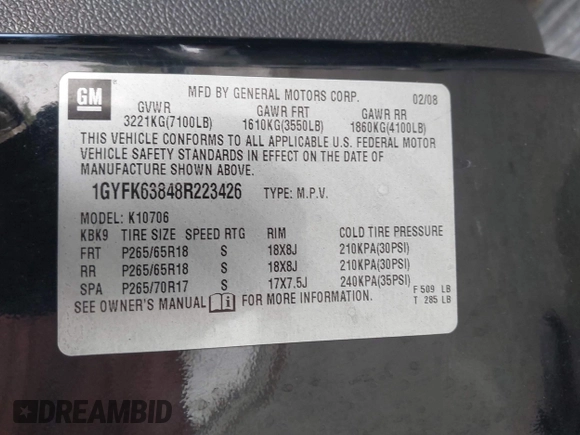 GM
MFD BY GENERAL MOTORS CORP. 02/08
GVWR GAWR FRT GAWR RR
3221KG(7100LB) 1610KG(3550LB) 1860KG(4100LB)
THIS VEHICLE CONFORMS TO ALL APPLICABLE U.S. FEDERAL MOTOR
VEHICLE SAFETY STANDARDS IN EFFECT ON THE DATE OF
MANUFACTURE SHOWN ABOVE.
1GYFK63848R223426 TYPE: M.P.V.
MODEL: K10706
KBK9 TIRE SIZE SPEED RTG RIM COLD TIRE PRESSURE
FRT P265/65R18 S 18X8J 210KPA(30PSI)
RR P265/65R18 S 18X8J 210KPA(30PSI)
SPA P265/70R17 S 17X7.5J 240KPA(35PSI)
SEE OWNER'S MANUAL FOR MORE INFORMATION.
F 509 LB
T 285 LB
DREAMBID